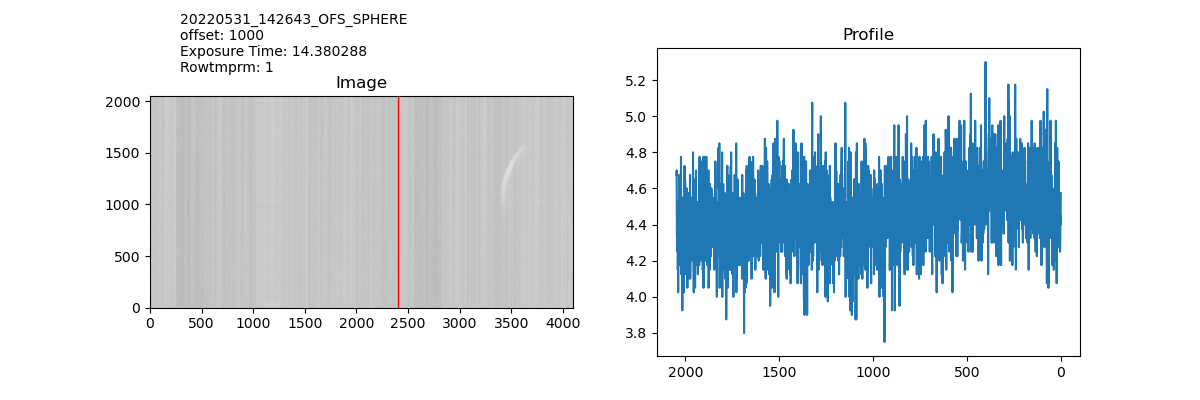 20220531_142643_OFS_SPHERE
offset: 1000
Exposure Time: 14.380288
Rowtmprm: 1
Image
2000
1500
1000
500
0
0 500 1000 1500 2000 2500 3000 3500 4000
Profile
5.2
5.0
4.8
4.6
4.4
4.2
4.0
3.8
2000 1500 1000 500 0